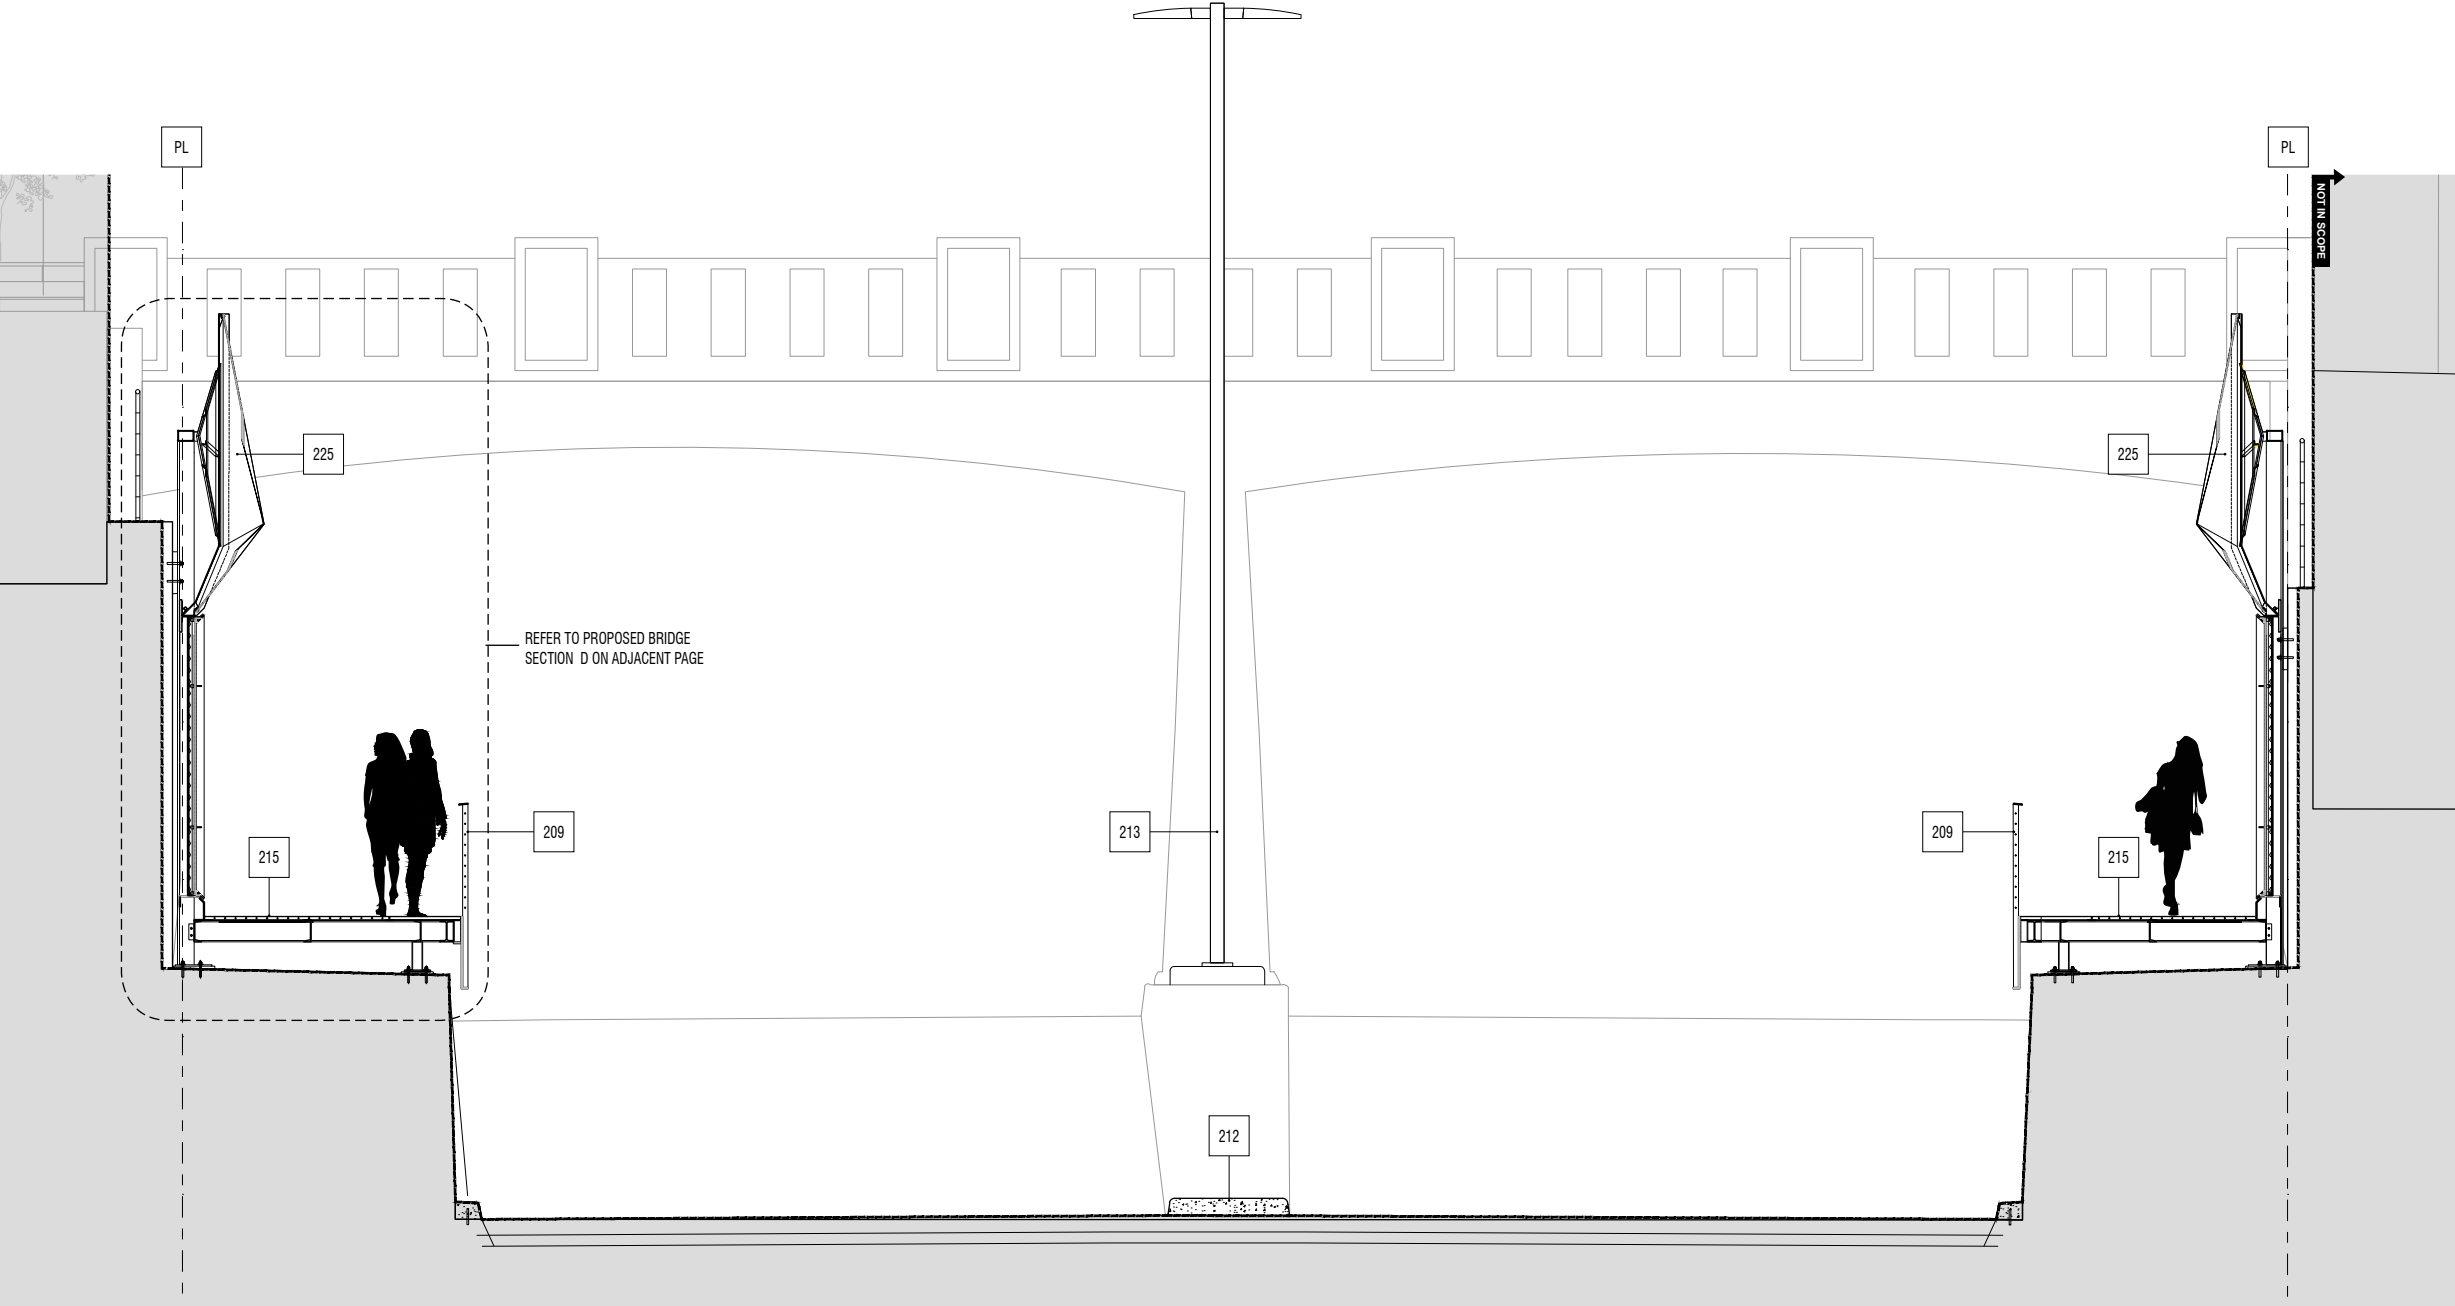 PL
PL
NOT IN SCOPE
225
225
REFER TO PROPOSED BRIDGE
SECTION D ON ADJACENT PAGE
209
213
209
215
215
212